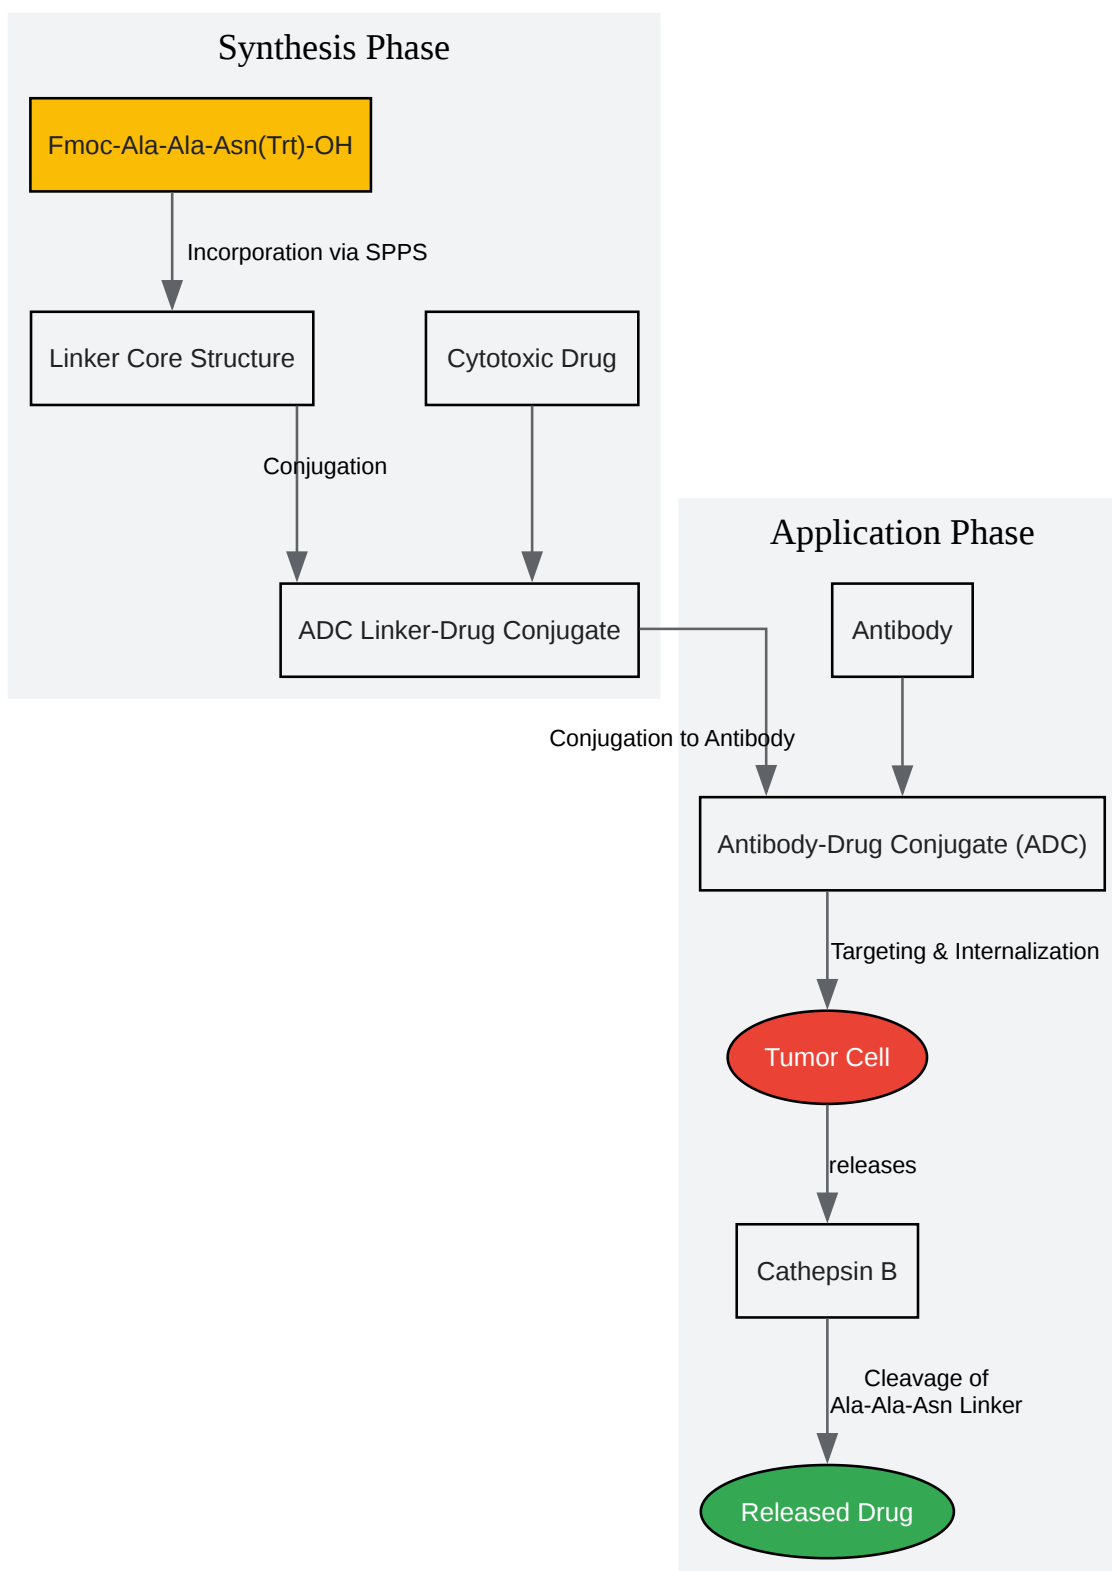 Synthesis Phase
Fmoc-Ala-Ala-Asn(Trt)-OH
Incorporation via SPPS
Linker Core Structure
Cytotoxic Drug
Conjugation
ADC Linker-Drug Conjugate
Application Phase
Antibody
Conjugation to Antibody
Antibody-Drug Conjugate (ADC)
Targeting & Internalization
Tumor Cell
releases
Cathepsin B
Cleavage of
Ala-Ala-Asn Linker
Released Drug